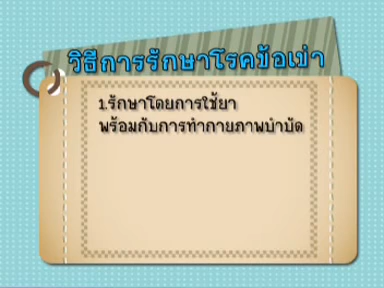 วิธีการรักษาโรคข้อเข่า
1.รักษาโดยการใช้ยา
พร้อมกับการทำกายภาพบำบัด